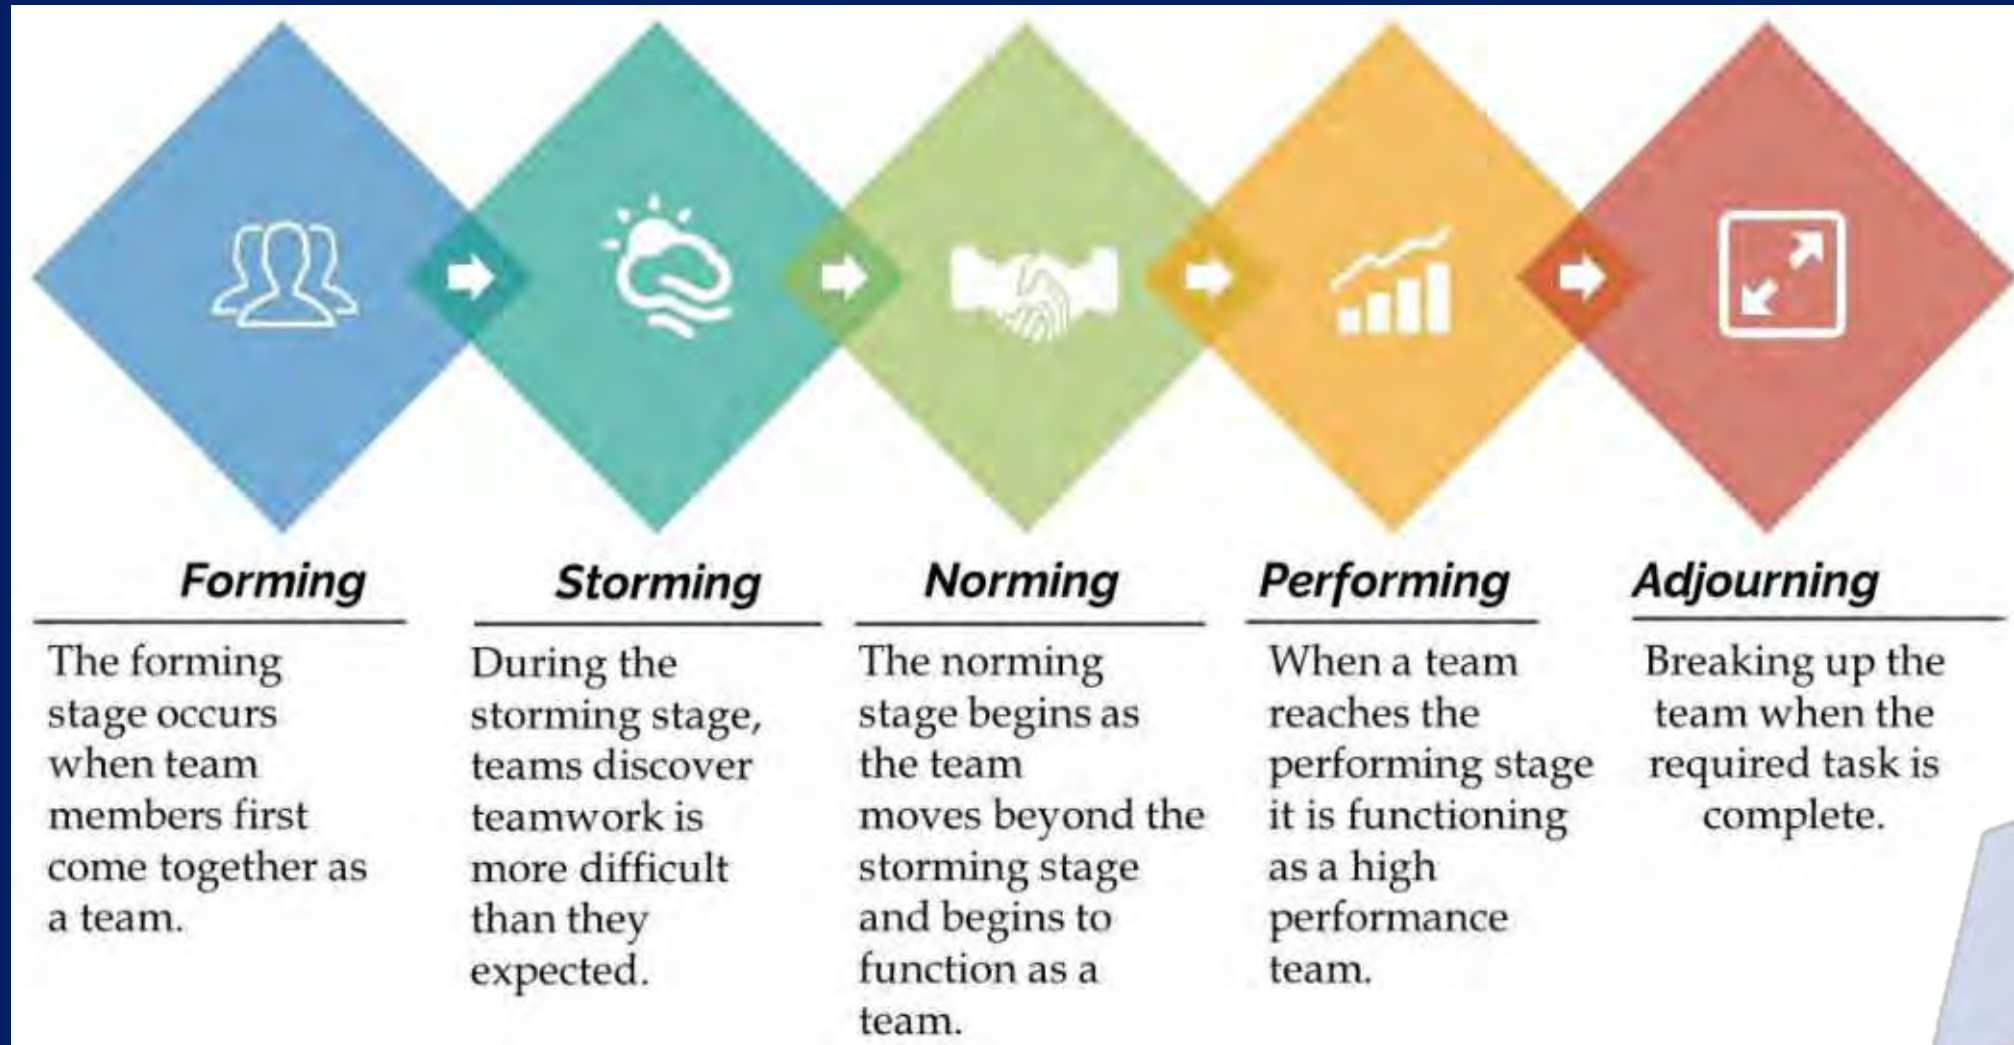 Forming
The forming
stage occurs
when team
members first
come together as
a team.
Storming
During the
storming stage,
teams discover
teamwork is
more difficult
than they
expected.
Norming
The norming
stage begins as
the team
moves beyond the
storming stage
and begins to
function as a
team.
Performing
When a team
reaches the
performing stage
it is functioning
as a high
performance
team.
Adjourning
Breaking up the
team when the
required task is
complete.